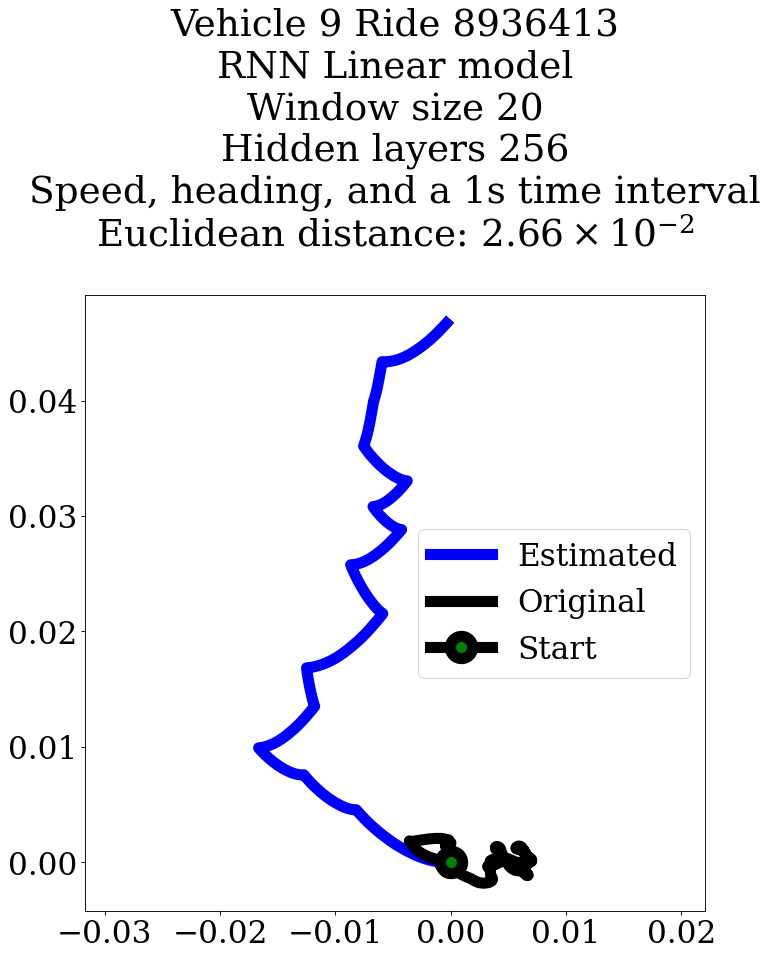 Vehicle 9 Ride 8936413
RNN Linear model
Window size 20
Hidden layers 256
Speed, heading, and a 1s time interval
Euclidean distance: 2.66 × 10⁻²
0.04
0.03
0.02
0.01
0.00
Estimated
Original
Start
−0.03 −0.02 −0.01 0.00 0.01 0.02